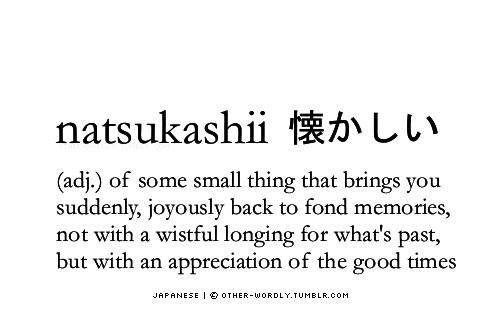 natsukashii 懐かしい
(adj.) of some small thing that brings you
suddenly, joyously back to fond memories,
not with a wistful longing for what's past,
but with an appreciation of the good times
JAPANESE | © OTHER-WORDLY.TUMBLR.COM